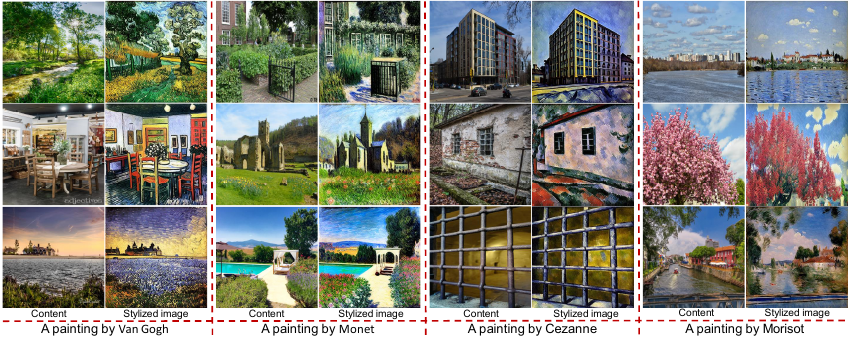 Content Stylized image Content Stylized image Content Stylized image Content Stylized image
A painting by Van Gogh A painting by Monet A painting by Cezanne A painting by Morisot